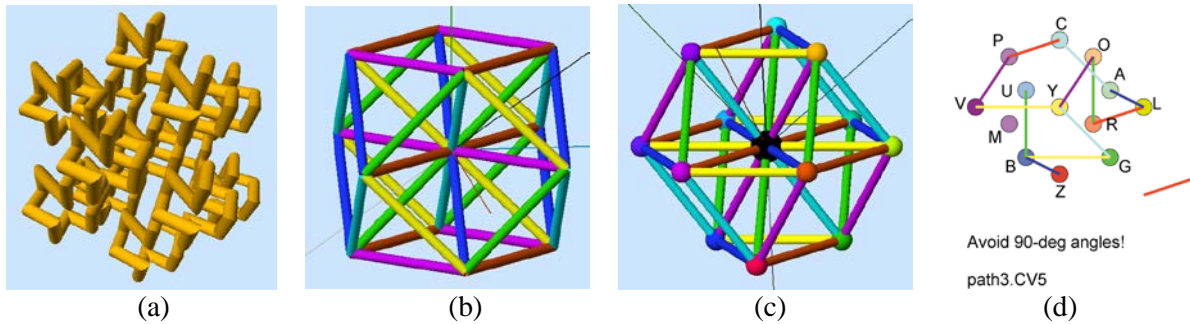 C
O
P
U
Y
A
L
V
M
R
B
G
Z
Avoid 90-deg angles!
path3.CV5
(a) (b) (c) (d)